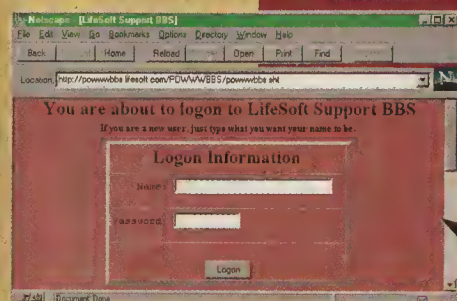 Netscape - [LifeSoft Support BBS]
File Edit View Go Bookmarks Options Directory Window Help
Back Home Reload Open Print Find
Location: http://powwwbbs.lifesoft.com/POWWWBBS/powwwbbs.sht
You are about to logon to LifeSoft Support BBS
If you are a new user, just type what you want your name to be.
Logon Information
Name:
Password:
Logon
Document: Done